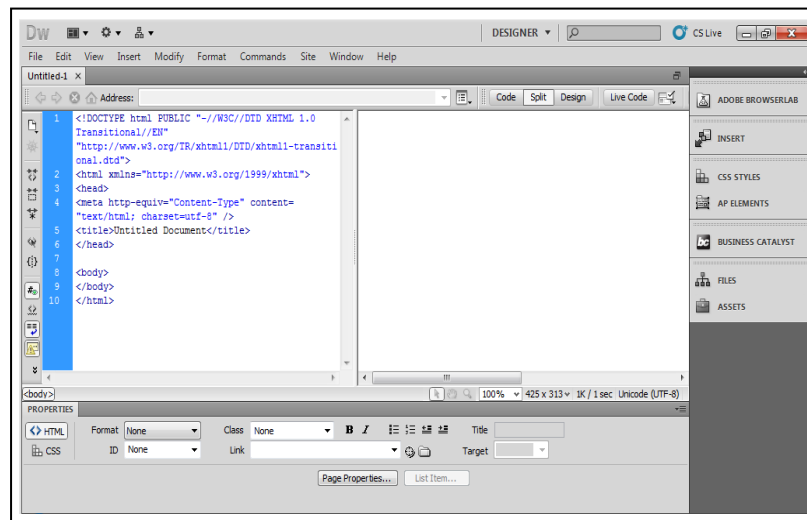 Dw DESIGNER CS Live
File Edit View Insert Modify Format Commands Site Window Help
Untitled-1
Address: Code Split Design Live Code
1 <!DOCTYPE html PUBLIC "-//W3C//DTD XHTML 1.0
Transitional//EN"
"http://www.w3.org/TR/xhtml1/DTD/xhtml1-transiti
onal.dtd">
2 <html xmlns="http://www.w3.org/1999/xhtml">
3 <head>
4 <meta http-equiv="Content-Type" content=
"text/html; charset=utf-8" />
5 <title>Untitled Document</title>
6 </head>
7
8 <body>
9 </body>
10 </html>
ADOBE BROWSERLAB
INSERT
CSS STYLES
AP ELEMENTS
bc BUSINESS CATALYST
FILES
ASSETS
<body> 100% 425 x 313 1K / 1 sec Unicode (UTF-8)
PROPERTIES
<> HTML Format None Class None B I Title
CSS ID None Link Target
Page Properties... List Item...